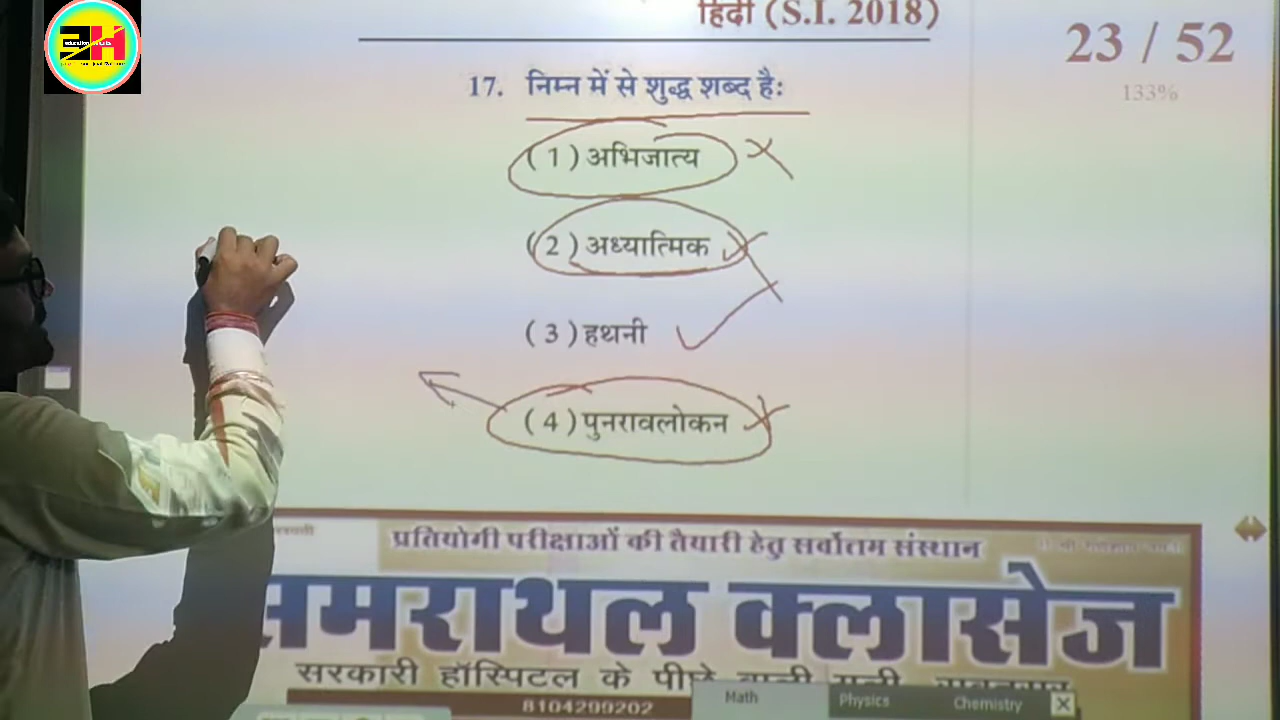 हिंदी (S.I. 2018)
23 / 52
133%
17. निम्न में से शुद्ध शब्द है:
(1) अभिजात्य
(2) अध्यात्मिक
(3) हथनी
(4) पुनरावलोकन
प्रतियोगी परीक्षाओं की तैयारी हेतु सर्वोत्तम संस्थान
समराथल क्लासेज
सरकारी हॉस्पिटल के पीछे वाली गली,
8104299202
Math Physics Chemistry